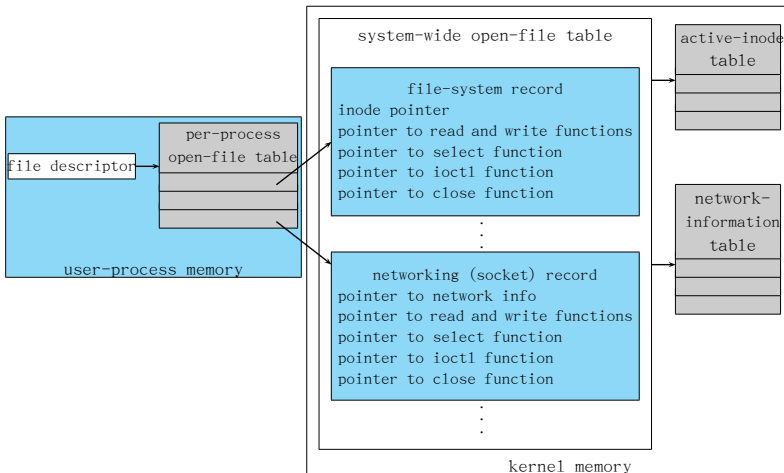 system-wide open-file table
file-system record
inode pointer
pointer to read and write functions
pointer to select function
pointer to ioctl function
pointer to close function
networking (socket) record
pointer to network info
pointer to read and write functions
pointer to select function
pointer to ioctl function
pointer to close function
kernel memory
active-inode
table
network-
information
table
per-process
open-file table
file descriptor
user-process memory